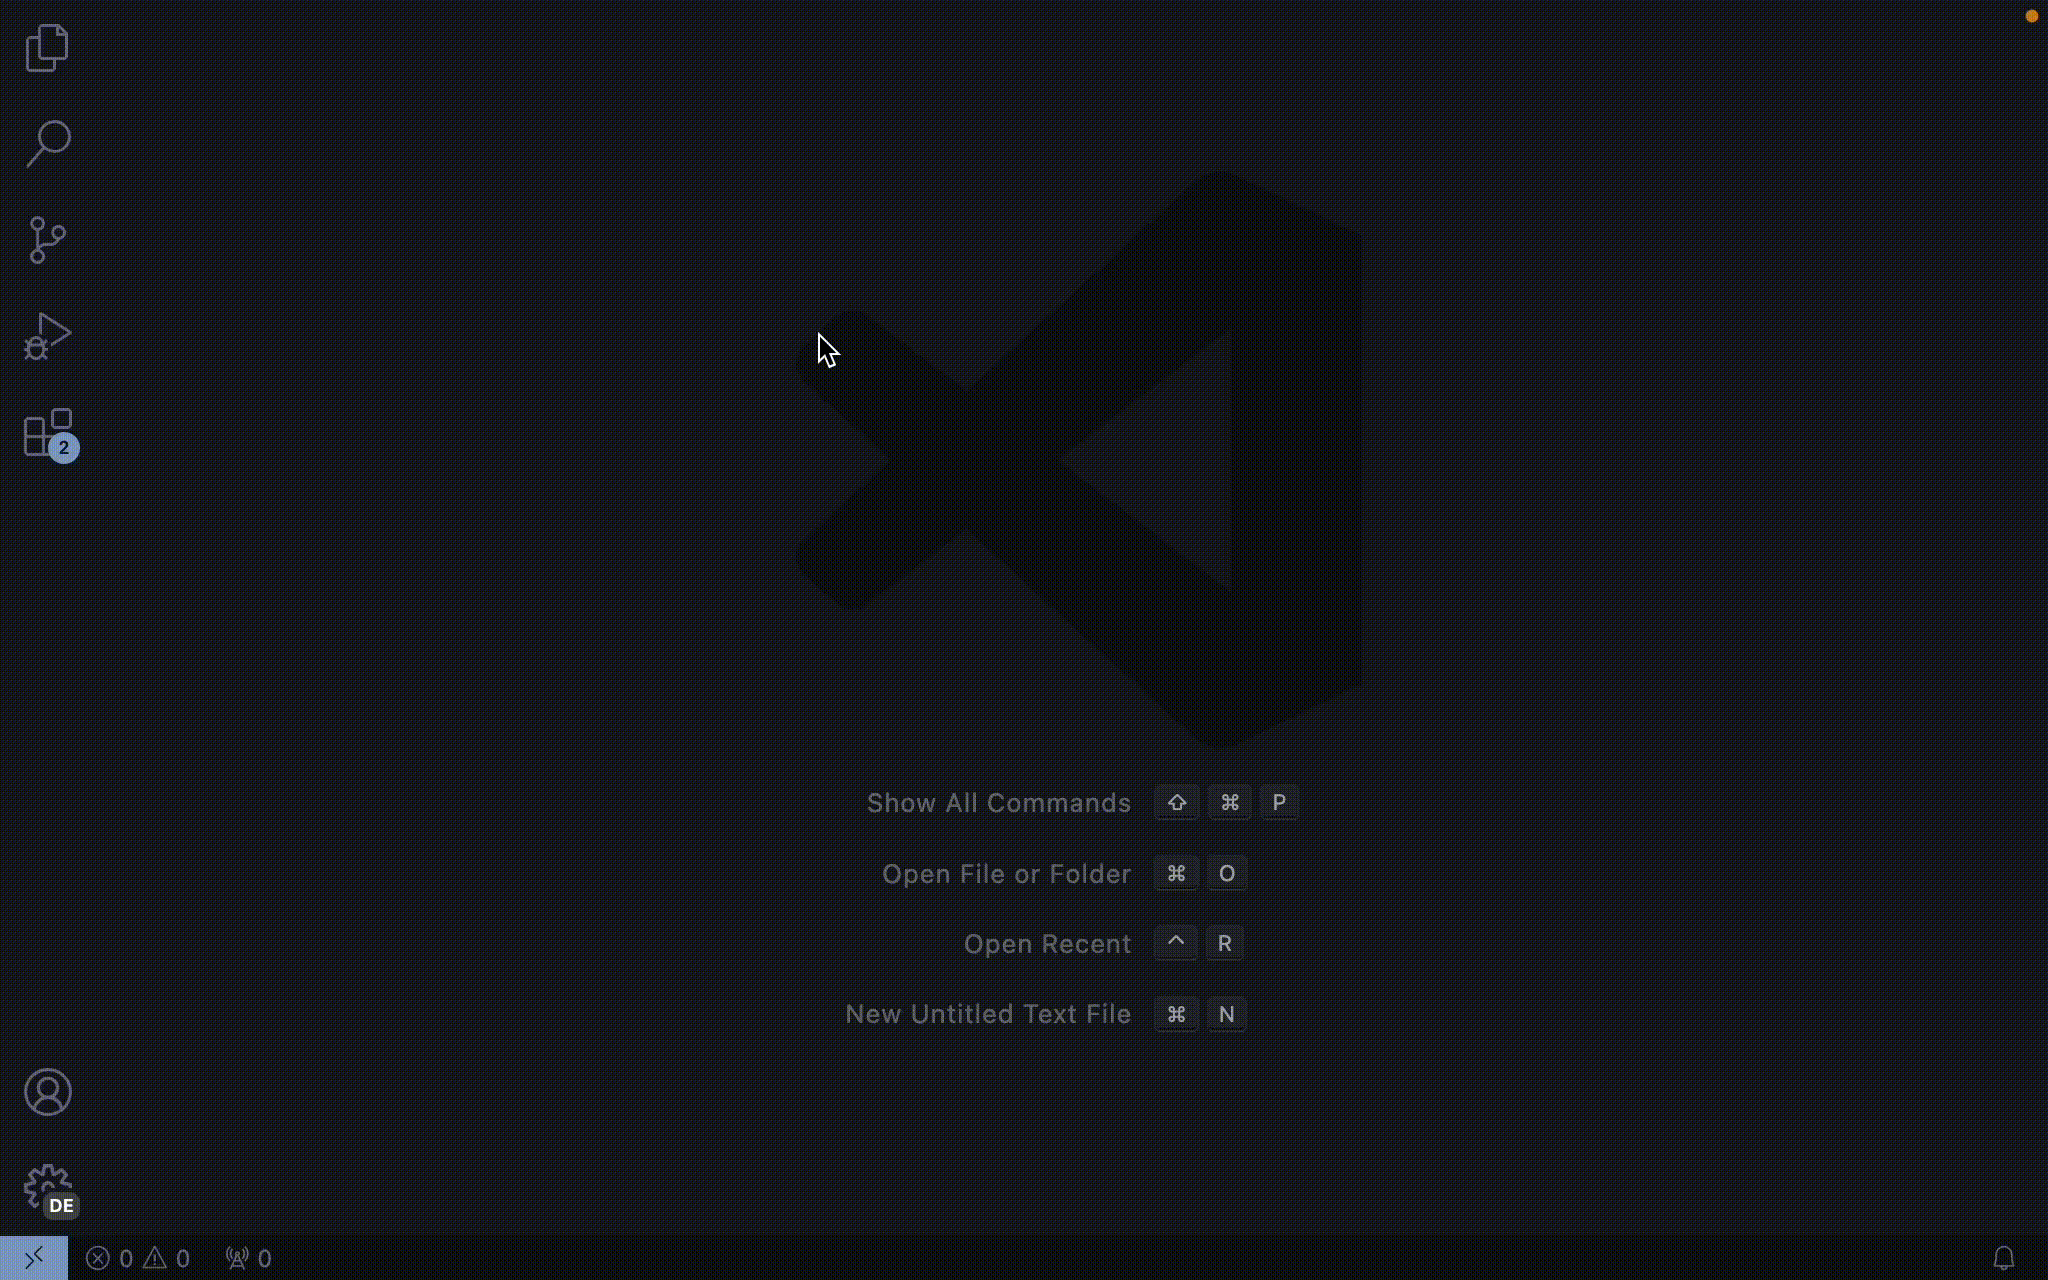 2
Show All Commands ⇧ ⌘ P
Open File or Folder ⌘ O
Open Recent ^ R
New Untitled Text File ⌘ N
DE
0 0 0